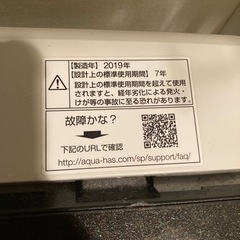 【製造年】2019年
【設計上の標準使用期間】7年
設計上の標準使用期間を超えて使用
されますと、経年劣化による発火・
けが等の事故に至る恐れがあります。
故障かな?
下記のURLで確認
http://aqua-has.com/sp/support/faq/